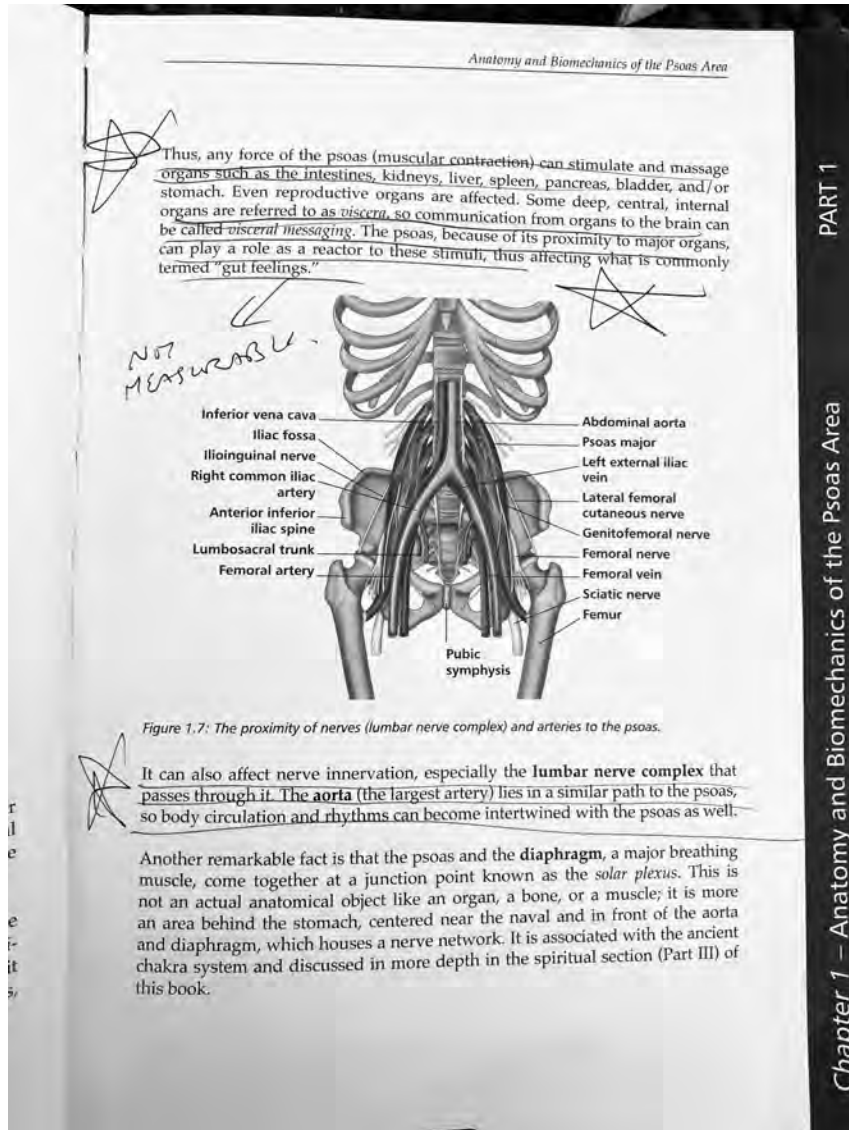 Anatomy and Biomechanics of the Psoas Area
Thus, any force of the psoas (muscular contraction) can stimulate and massage
organs such as the intestines, kidneys, liver, spleen, pancreas, bladder, and/or
stomach. Even reproductive organs are affected. Some deep, central, internal
organs are referred to as viscera, so communication from organs to the brain can
be called visceral messaging. The psoas, because of its proximity to major organs,
can play a role as a reactor to these stimuli, thus affecting what is commonly
termed "gut feelings."
NOT
MEASURABLE.
Inferior vena cava
Iliac fossa
Ilioinguinal nerve
Right common iliac
artery
Anterior inferior
iliac spine
Lumbosacral trunk
Femoral artery
Abdominal aorta
Psoas major
Left external iliac
vein
Lateral femoral
cutaneous nerve
Genitofemoral nerve
Femoral nerve
Femoral vein
Sciatic nerve
Femur
Pubic
symphysis
Figure 1.7: The proximity of nerves (lumbar nerve complex) and arteries to the psoas.
It can also affect nerve innervation, especially the lumbar nerve complex that
passes through it. The aorta (the largest artery) lies in a similar path to the psoas,
so body circulation and rhythms can become intertwined with the psoas as well.
Another remarkable fact is that the psoas and the diaphragm, a major breathing
muscle, come together at a junction point known as the solar plexus. This is
not an actual anatomical object like an organ, a bone, or a muscle; it is more
an area behind the stomach, centered near the naval and in front of the aorta
and diaphragm, which houses a nerve network. It is associated with the ancient
chakra system and discussed in more depth in the spiritual section (Part III) of
this book.
PART 1
Chapter 1 – Anatomy and Biomechanics of the Psoas Area